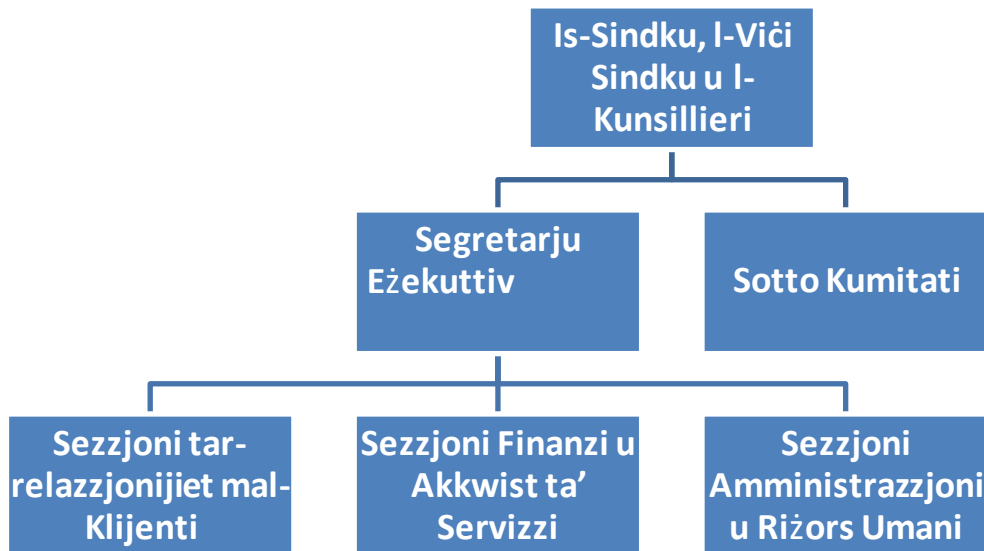 Is-Sindku, l-Viċi
Sindku u l-
Kunsillieri
Segretarju
Eżekuttiv
Sotto Kumitati
Sezzjoni tar-
relazzjonijiet mal-
Klijenti
Sezzjoni Finanzi u
Akkwist ta’
Servizzi
Sezzjoni
Amministrazzjoni
u Riżors Umani